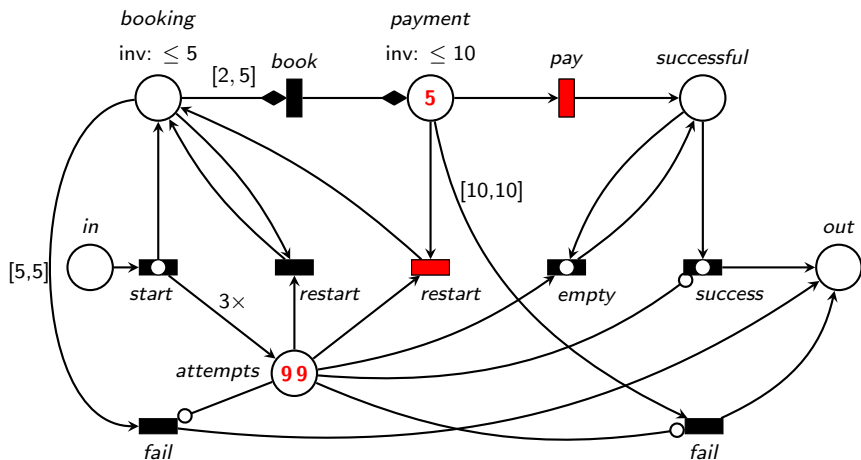 booking
payment
inv: ≤ 5
[2, 5]
book
inv: ≤ 10
pay
successful
5
[10,10]
in
out
[5,5]
start
3×
restart
restart
empty
success
attempts
9 9
fail
fail